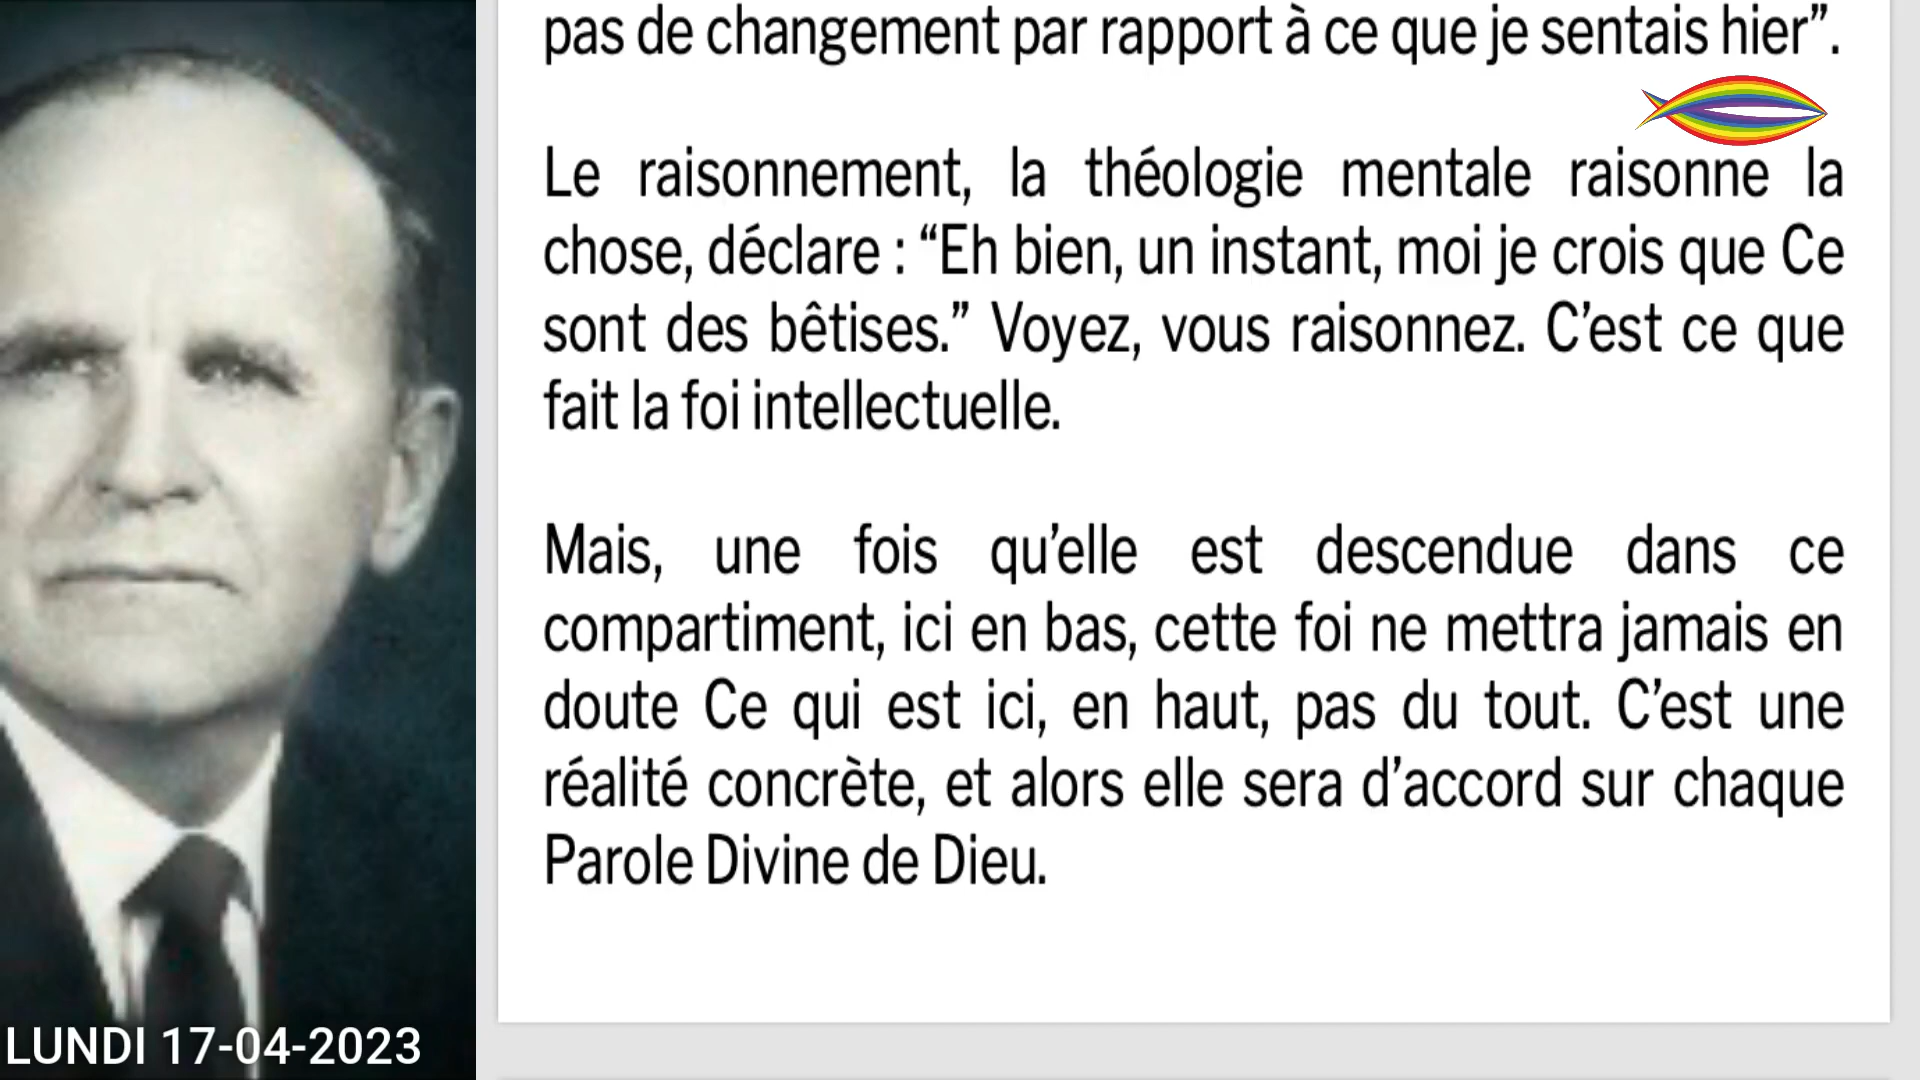 pas de changement par rapport à ce que je sentais hier”.
Le raisonnement, la théologie mentale raisonne la
chose, déclare : “Eh bien, un instant, moi je crois que Ce
sont des bêtises.” Voyez, vous raisonnez. C’est ce que
fait la foi intellectuelle.
Mais, une fois qu’elle est descendue dans ce
compartiment, ici en bas, cette foi ne mettra jamais en
doute Ce qui est ici, en haut, pas du tout. C’est une
réalité concrète, et alors elle sera d’accord sur chaque
Parole Divine de Dieu.
LUNDI 17-04-2023